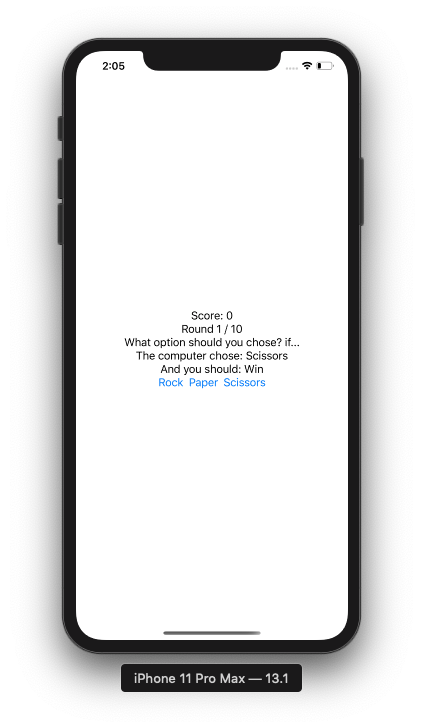 2:05
Score: 0
Round 1 / 10
What option should you chose? if...
The computer chose: Scissors
And you should: Win
Rock Paper Scissors
iPhone 11 Pro Max — 13.1